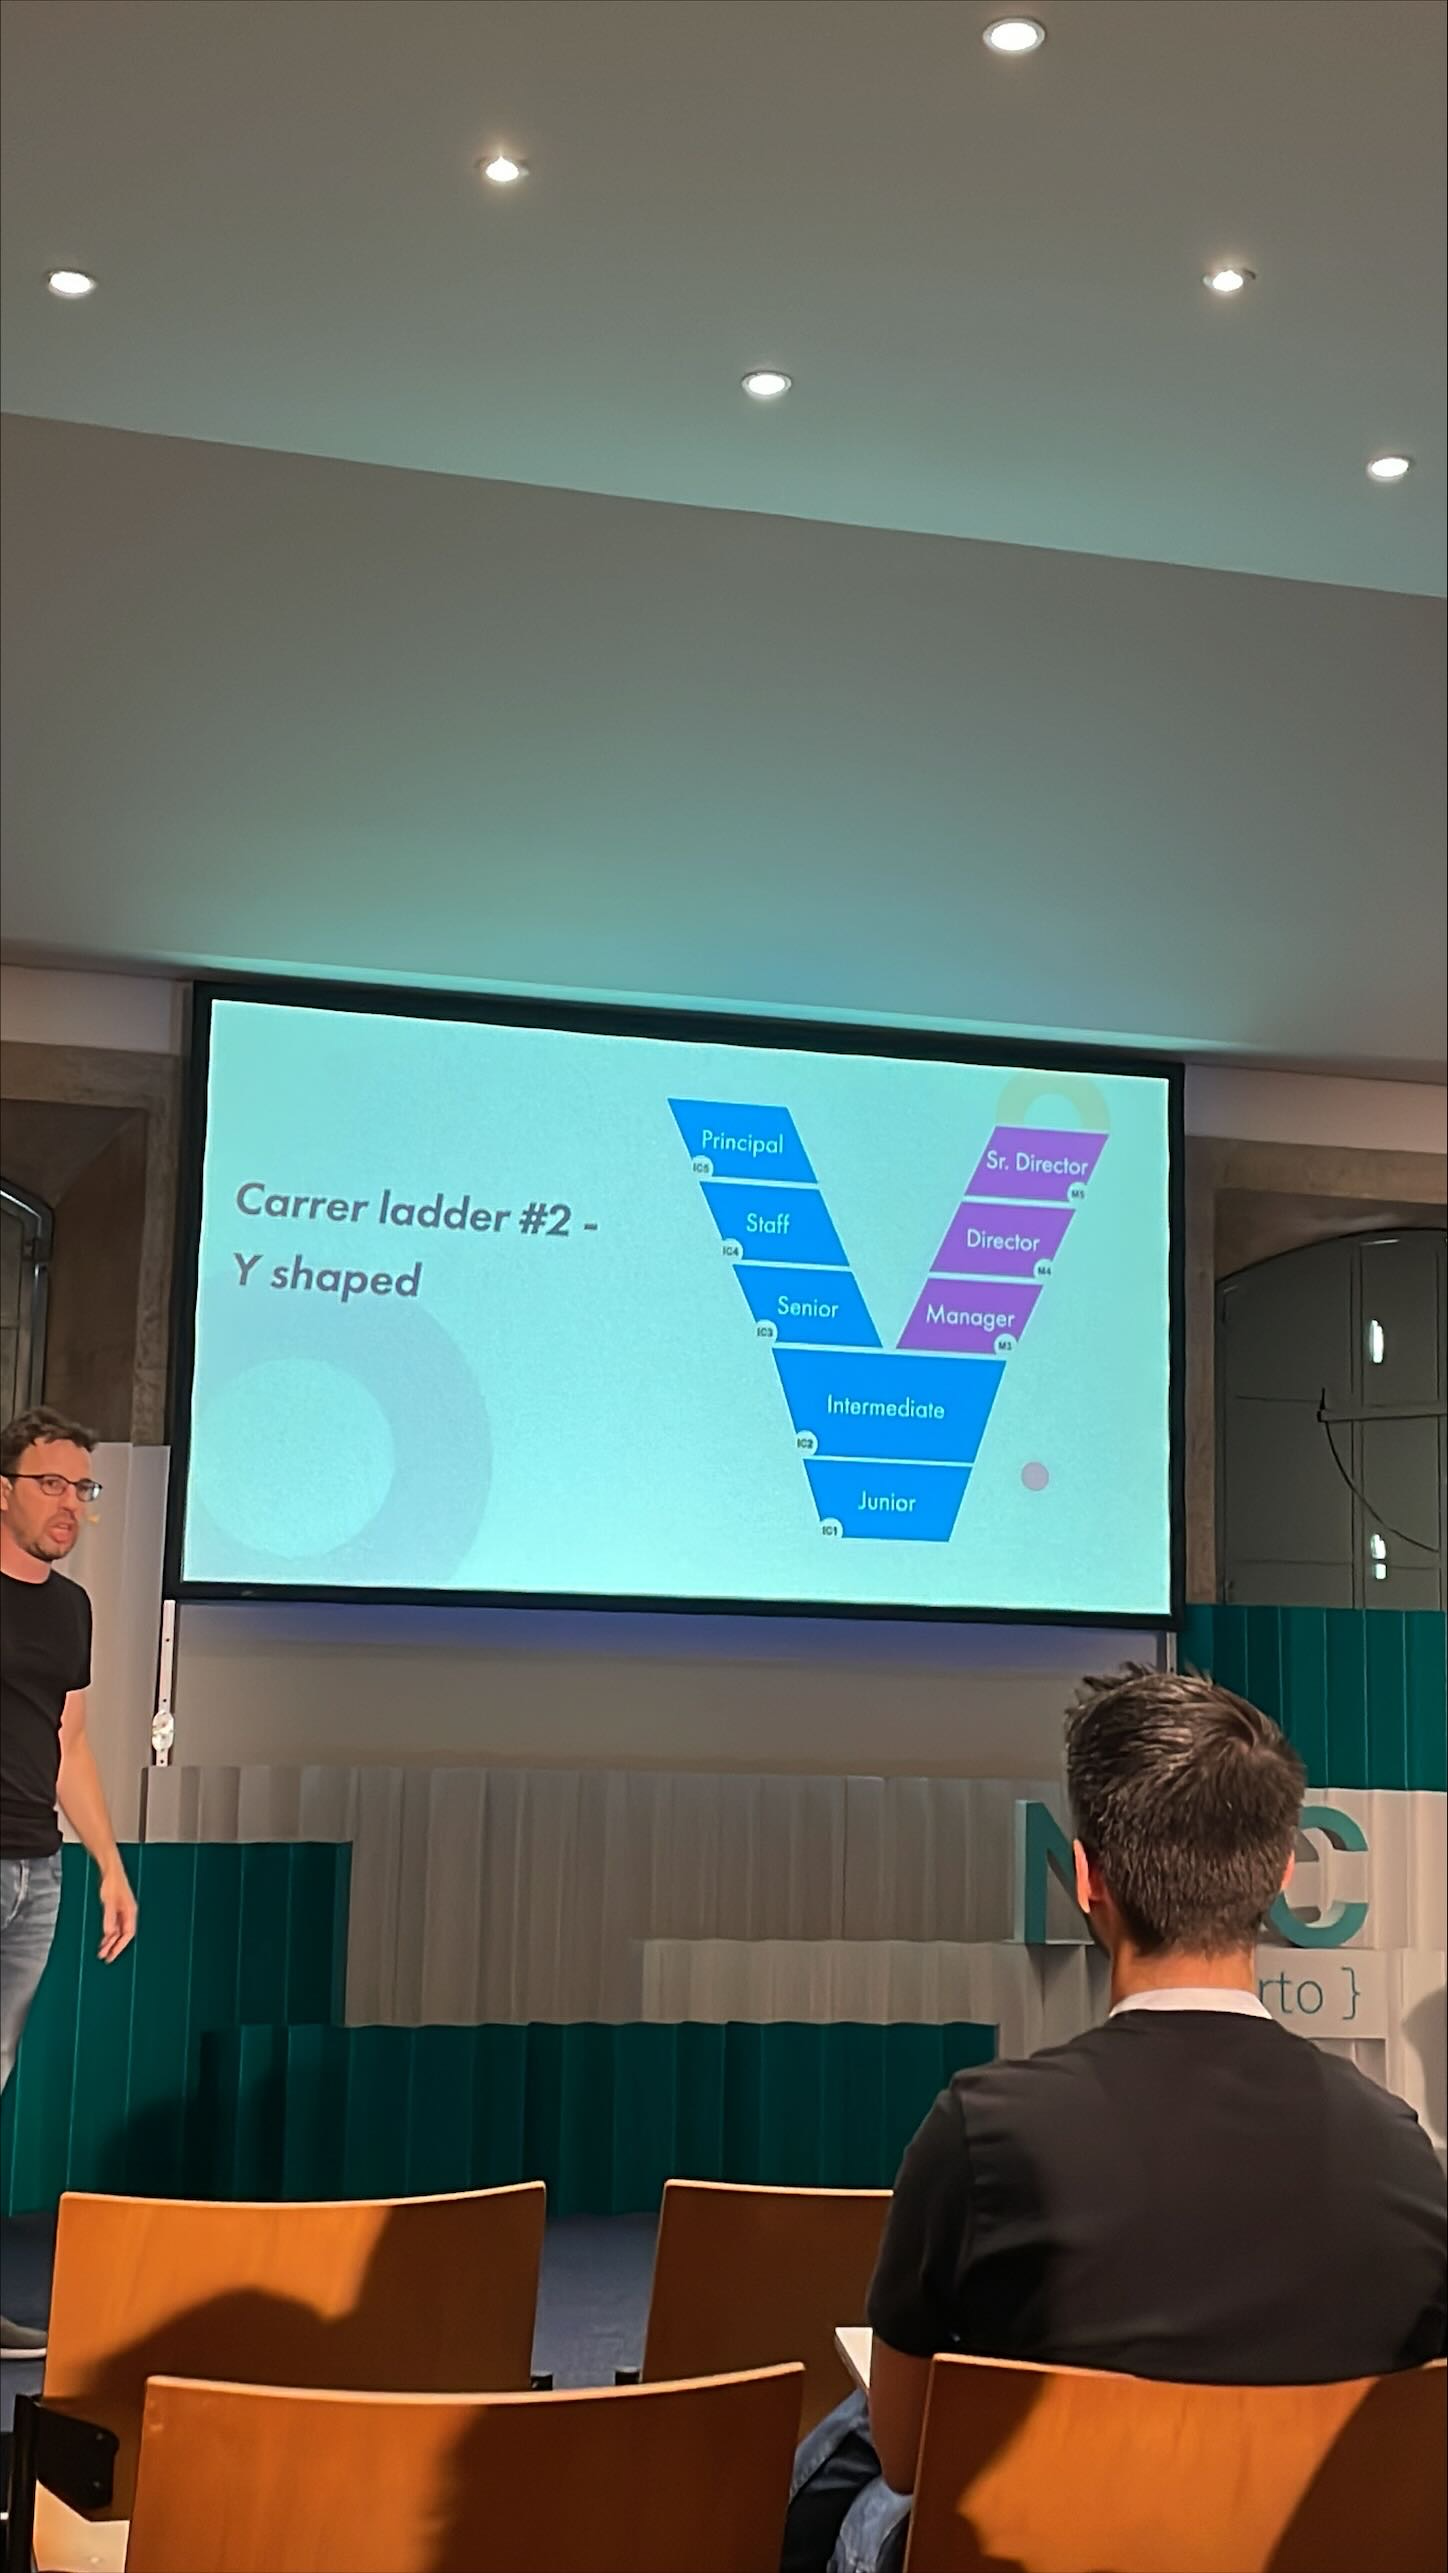 Carrer ladder #2 -
Y shaped
Principal
IC5
Sr. Director
M5
Staff
IC4
Director
M4
Senior
IC3
Manager
M3
Intermediate
IC2
Junior
IC1
N C
rto }